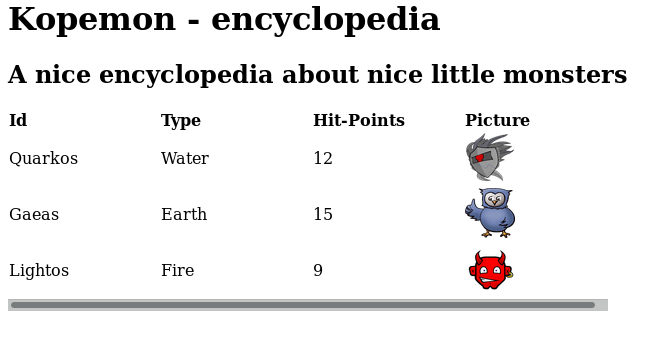 Kopemon - encyclopedia
A nice encyclopedia about nice little monsters
Id Type Hit-Points Picture
Quarkos Water 12
Gaeas Earth 15
Lightos Fire 9